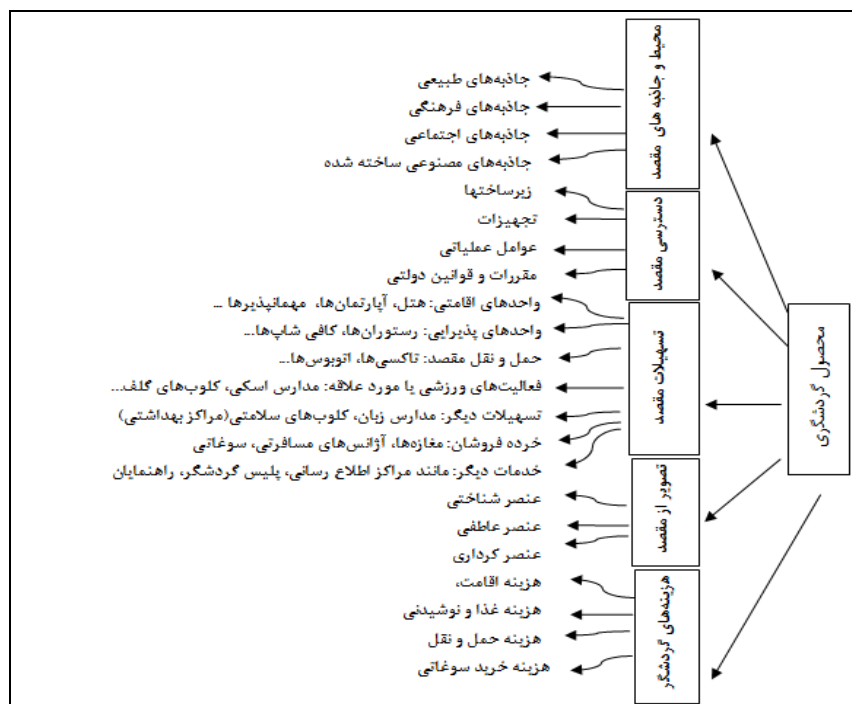 محصول گردشگری
محیط و جاذبه های مقصد
جاذبه‌های طبیعی
جاذبه‌های فرهنگی
جاذبه‌های اجتماعی
جاذبه‌های مصنوعی ساخته شده
دسترسی مقصد
زیرساختها
تجهیزات
عوامل عملیاتی
مقررات و قوانین دولتی
تسهیلات مقصد
واحدهای اقامتی: هتل، آپارتمان‌ها، مهمانپذیرها ...
واحدهای پذیرایی: رستوران‌ها، کافی شاپ‌ها...
حمل و نقل مقصد: تاکسی‌ها، اتوبوس‌ها...
فعالیت‌های ورزشی یا مورد علاقه: مدارس اسکی، کلوب‌های گلف...
تسهیلات دیگر: مدارس زبان، کلوب‌های سلامتی(مراکز بهداشتی)
خرده فروشان: مغازه‌ها، آژانس‌های مسافرتی، سوغاتی
خدمات دیگر: مانند مراکز اطلاع رسانی، پلیس گردشگر، راهنمایان
تصویر از مقصد
عنصر شناختی
عنصر عاطفی
عنصر کرداری
هزینه‌های گردشگر
هزینه اقامت،
هزینه غذا و نوشیدنی
هزینه حمل و نقل
هزینه خرید سوغاتی